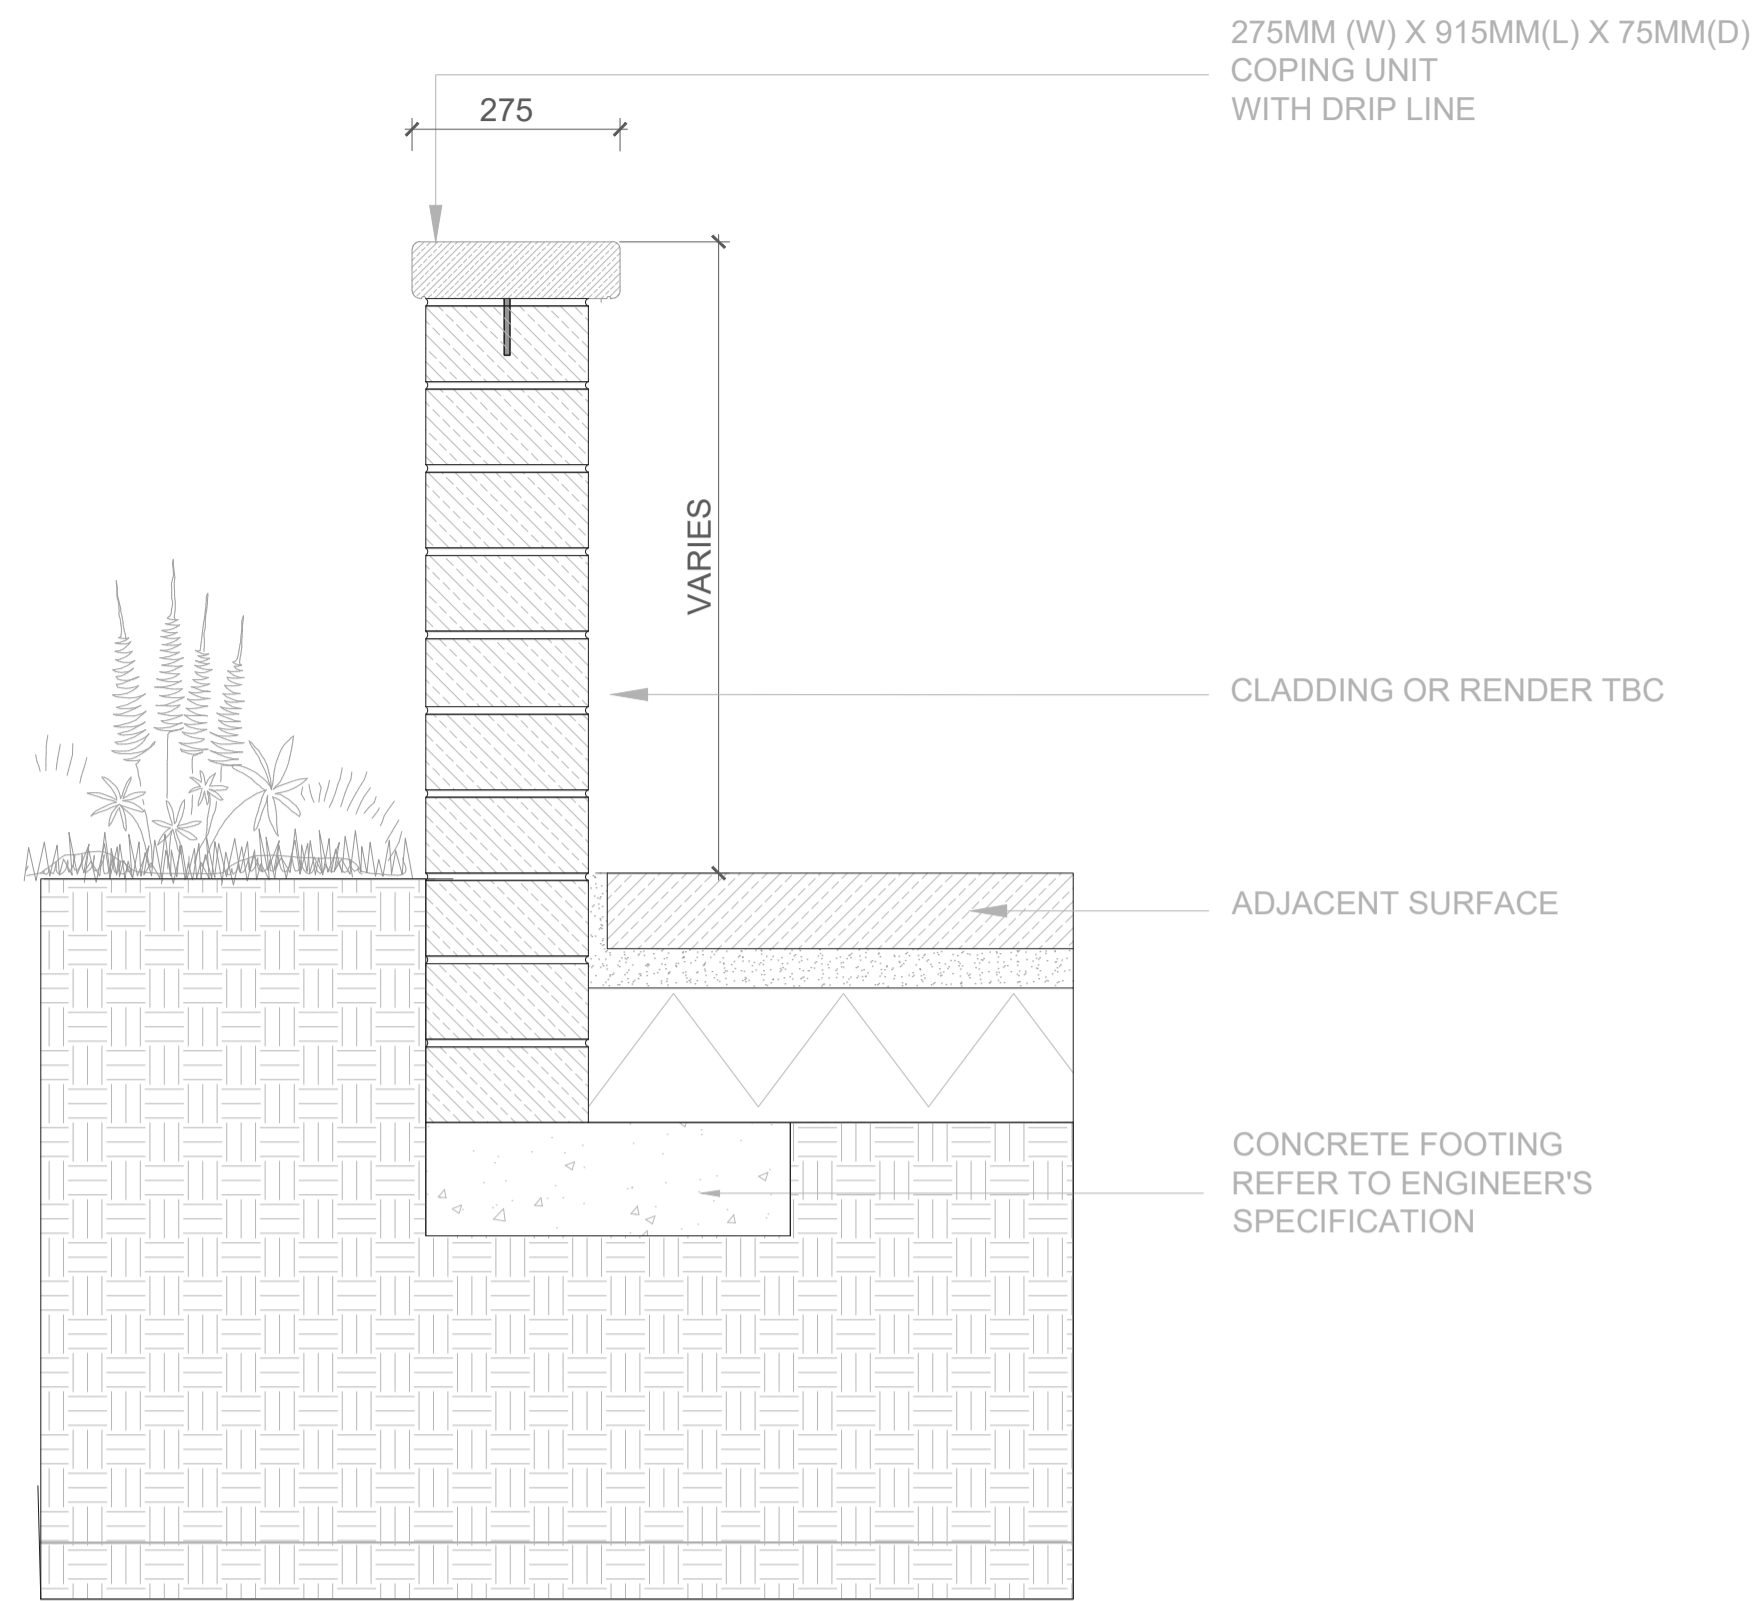 275MM (W) X 915MM(L) X 75MM(D)
COPING UNIT
WITH DRIP LINE
275
VARIES
CLADDING OR RENDER TBC
ADJACENT SURFACE
CONCRETE FOOTING
REFER TO ENGINEER'S
SPECIFICATION